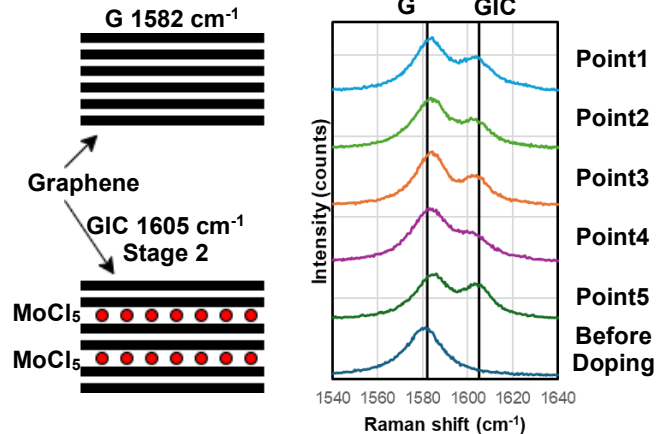 G 1582 cm⁻¹
Graphene
GIC 1605 cm⁻¹
Stage 2
MoCl₅
MoCl₅
G GIC
Intensity (counts)
Point1
Point2
Point3
Point4
Point5
Before
Doping
1540 1560 1582 1600 1620 1640
Raman shift (cm⁻¹)